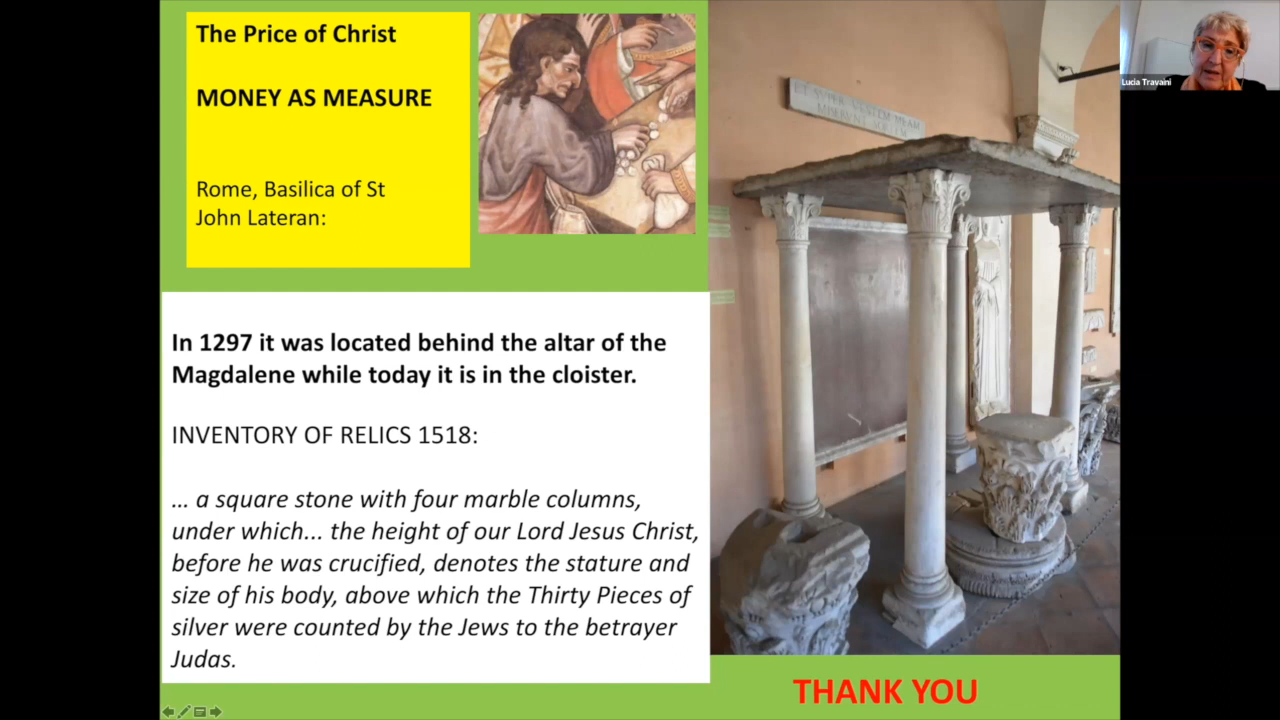 The Price of Christ
MONEY AS MEASURE
Rome, Basilica of St
John Lateran:
In 1297 it was located behind the altar of the
Magdalene while today it is in the cloister.
INVENTORY OF RELICS 1518:
... a square stone with four marble columns,
under which... the height of our Lord Jesus Christ,
before he was crucified, denotes the stature and
size of his body, above which the Thirty Pieces of
silver were counted by the Jews to the betrayer
Judas.
ET SUPER VESTEM MEAM
THANK YOU
Lucia Travaini